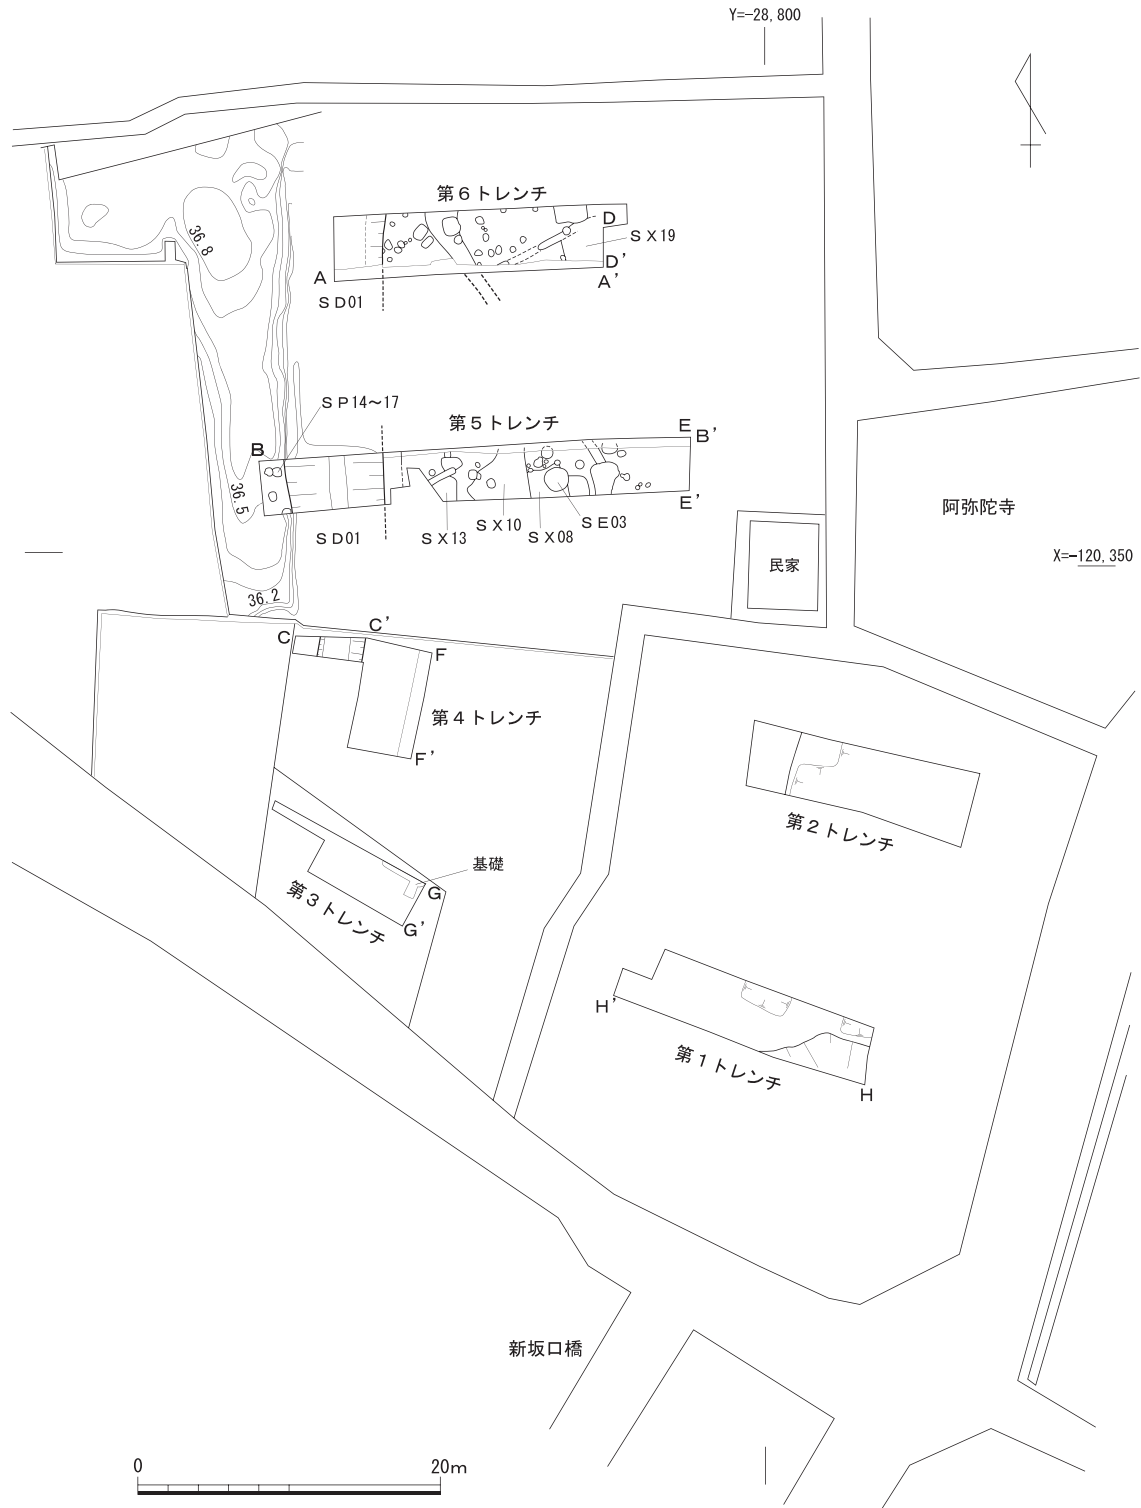 Y=-28,800
第6トレンチ
36.8
D
SX19
D'
A
A'
SD01
SP14～17
第5トレンチ
E
B'
B
36.5
E'
阿弥陀寺
SX10
SE03
SD01
SX13
SX08
X=-120,350
民家
36.2
C'
C
F
第4トレンチ
F'
第2トレンチ
基礎
G
第3トレンチ
G'
H'
第1トレンチ
H
新坂口橋
0
20m